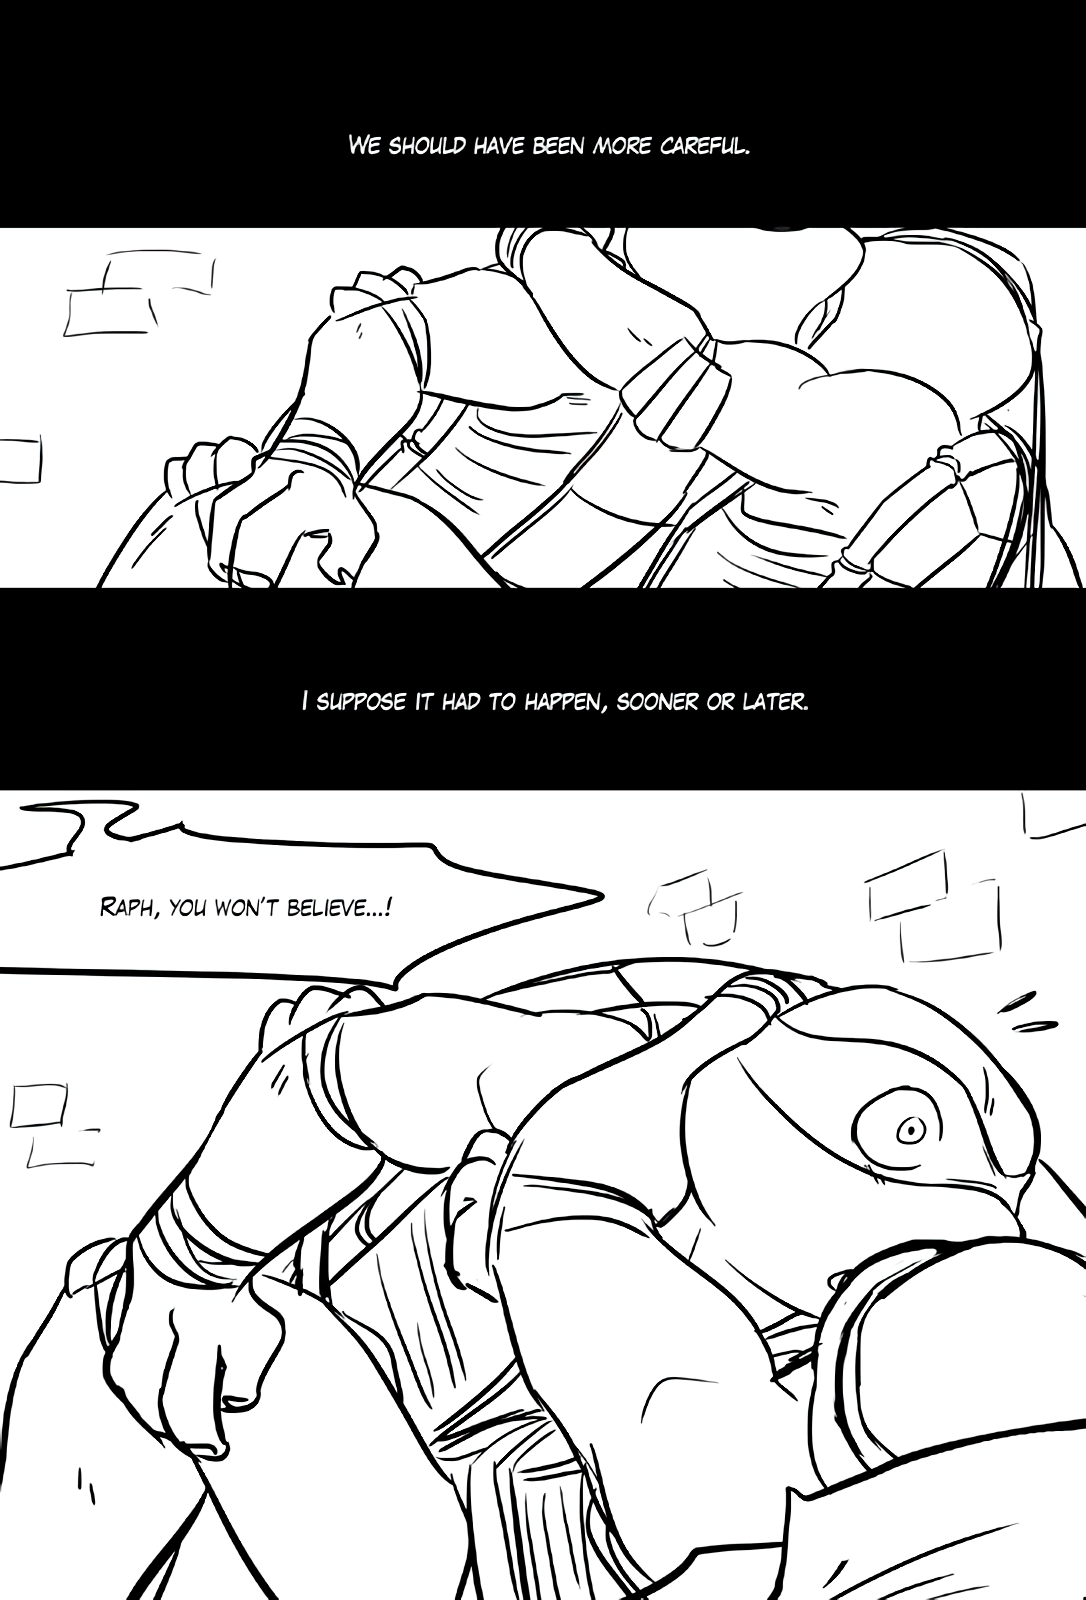 We should have been more careful.
I suppose it had to happen, sooner or later.
Raph, you won't believe...!